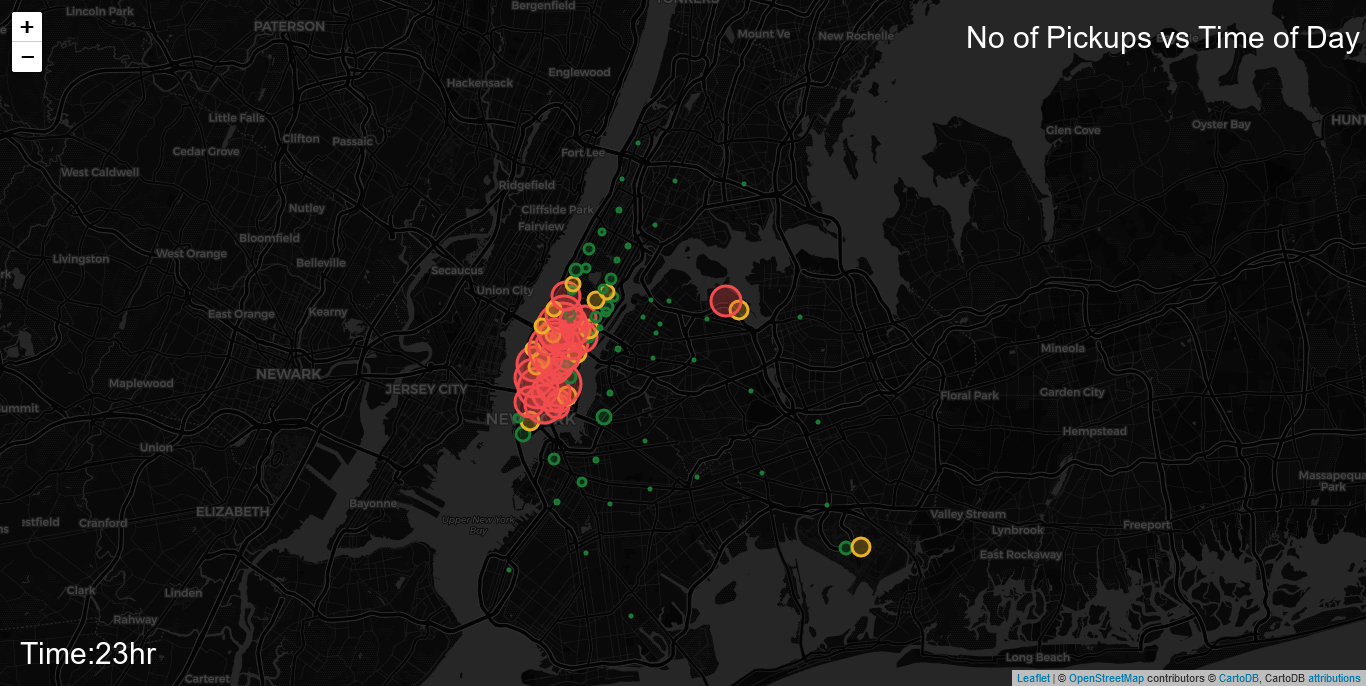 Lincoln Park
Bergenfield
YONKERS
+
PATERSON
Mount Ve
New Rochelle
No of Pickups vs Time of Day
−
Hackensack
Englewood
Little Falls
Glen Cove
Oyster Bay
HUNT
Clifton
Passaic
Cedar Grove
Fort Lee
West Caldwell
Ridgefield
Nutley
Cliffside Park
Fairview
Bloomfield
Livingston
West Orange
Belleville
Secaucus
Union City
East Orange
Kearny
Mineola
NEWARK
Maplewood
JERSEY CITY
Floral Park
Garden City
Summit
NEW YORK
Hempstead
Union
Massapequa
Park
Bayonne
ELIZABETH
Valley Stream
estfield
Cranford
Upper New York
Bay
Lynbrook
Freeport
East Rockaway
Clark
Linden
Rahway
Time:23hr
Long Beach
Carteret
Leaflet | © OpenStreetMap contributors © CartoDB, CartoDB attributions